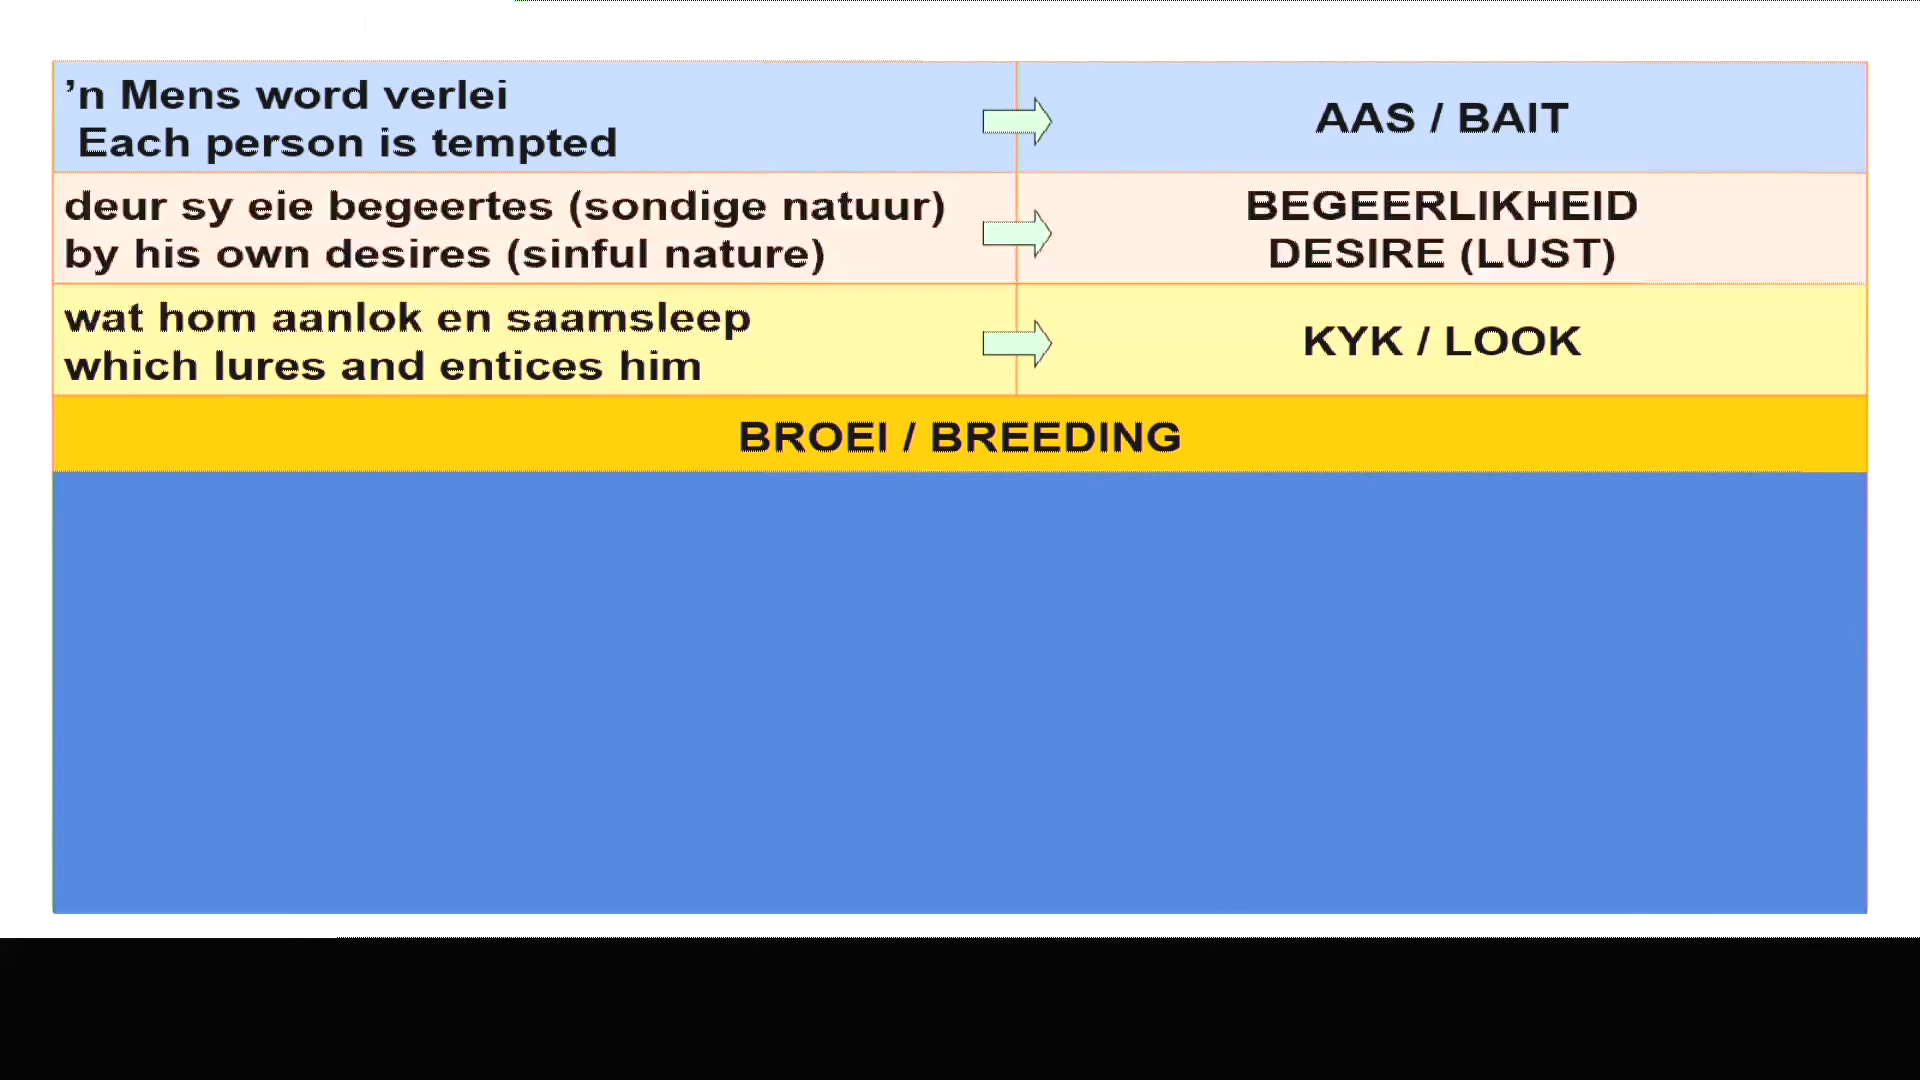 ’n Mens word verlei
Each person is tempted
AAS / BAIT
deur sy eie begeertes (sondige natuur)
by his own desires (sinful nature)
BEGEERLIKHEID
DESIRE (LUST)
wat hom aanlok en saamsleep
which lures and entices him
KYK / LOOK
BROEI / BREEDING